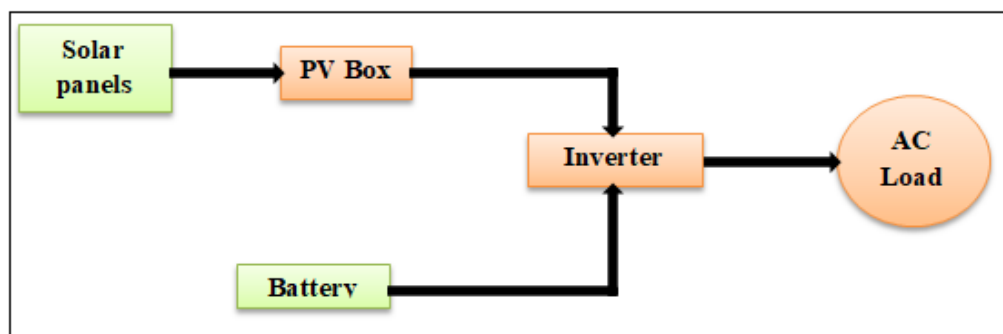 Solar
panels
PV Box
Inverter
AC
Load
Battery